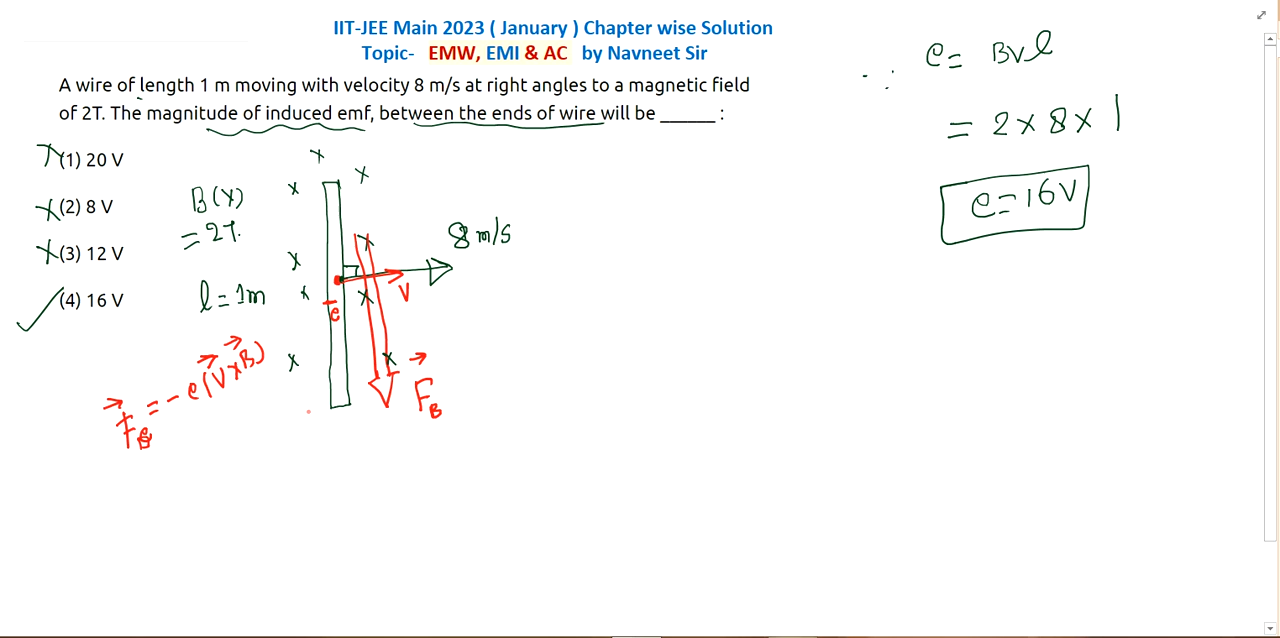 IIT-JEE Main 2023 ( January ) Chapter wise Solution
Topic- EMW, EMI & AC by Navneet Sir
A wire of length 1 m moving with velocity 8 m/s at right angles to a magnetic field
of 2T. The magnitude of induced emf, between the ends of wire will be ______ :
(1) 20 V
(2) 8 V
(3) 12 V
(4) 16 V
B(X)
= 2T.
l = 1m
8 m/s
V
e
F_B
F_B = - e(V x B)
∵ e = Bvl
= 2 x 8 x 1
e = 16V